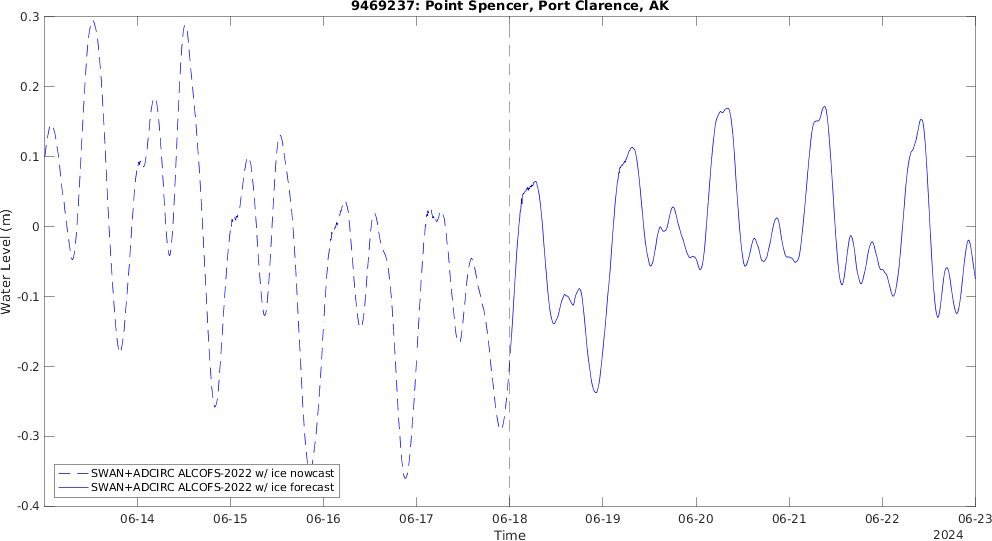 9469237: Point Spencer, Port Clarence, AK
0.3
0.2
0.1
0
-0.1
-0.2
-0.3
-0.4
Water Level (m)
SWAN+ADCIRC ALCOFS-2022 w/ ice nowcast
SWAN+ADCIRC ALCOFS-2022 w/ ice forecast
06-14 06-15 06-16 06-17 06-18 06-19 06-20 06-21 06-22 06-23
Time
2024